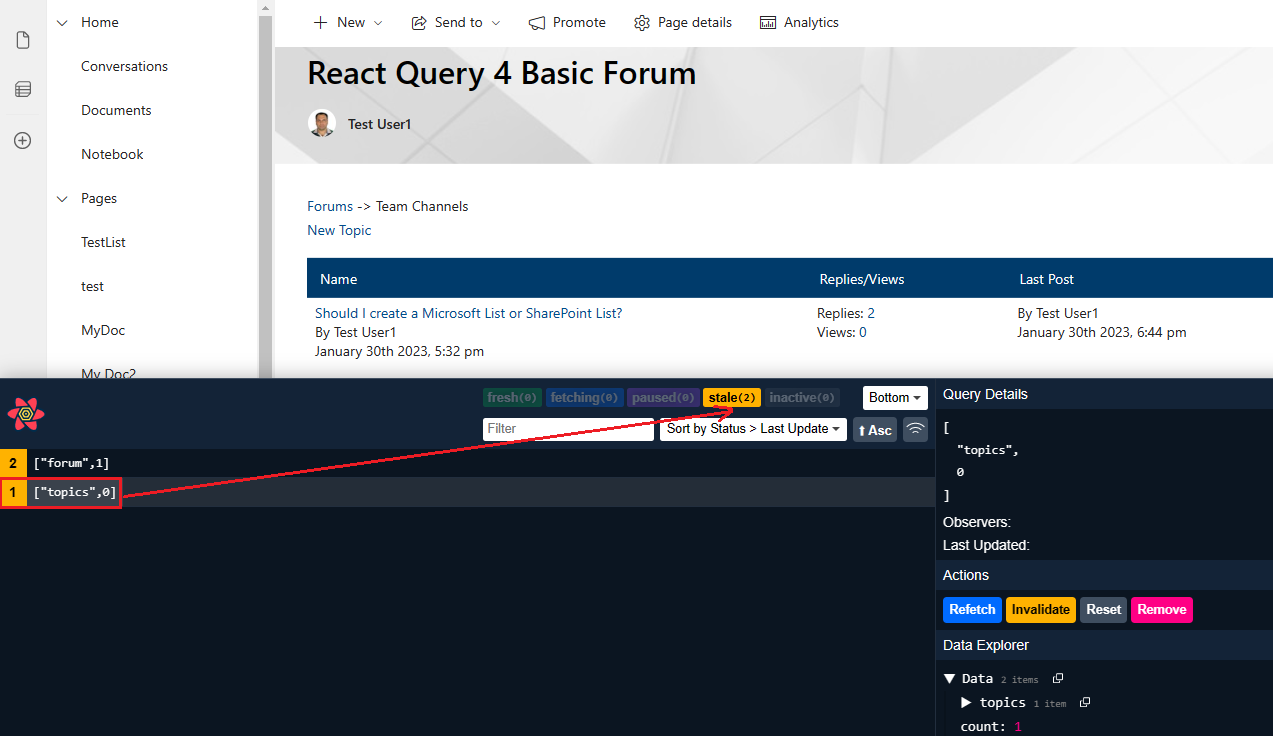 Home
Conversations
Documents
Notebook
Pages
TestList
test
MyDoc
My Doc2
New
Send to
Promote
Page details
Analytics
React Query 4 Basic Forum
Test User1
Forums -> Team Channels
New Topic
Name Replies/Views Last Post
Should I create a Microsoft List or SharePoint List? Replies: 2 By Test User1
By Test User1 Views: 0 January 30th 2023, 6:44 pm
January 30th 2023, 5:32 pm
fresh(0) fetching(0) paused(0) stale(2) inactive(0) Bottom
Filter Sort by Status > Last Update ⬆ Asc
2 ["forum",1]
1 ["topics",0]
Query Details
[
"topics",
0
]
Observers:
Last Updated:
Actions
Refetch Invalidate Reset Remove
Data Explorer
▼ Data 2 items
▶ topics 1 item
count: 1